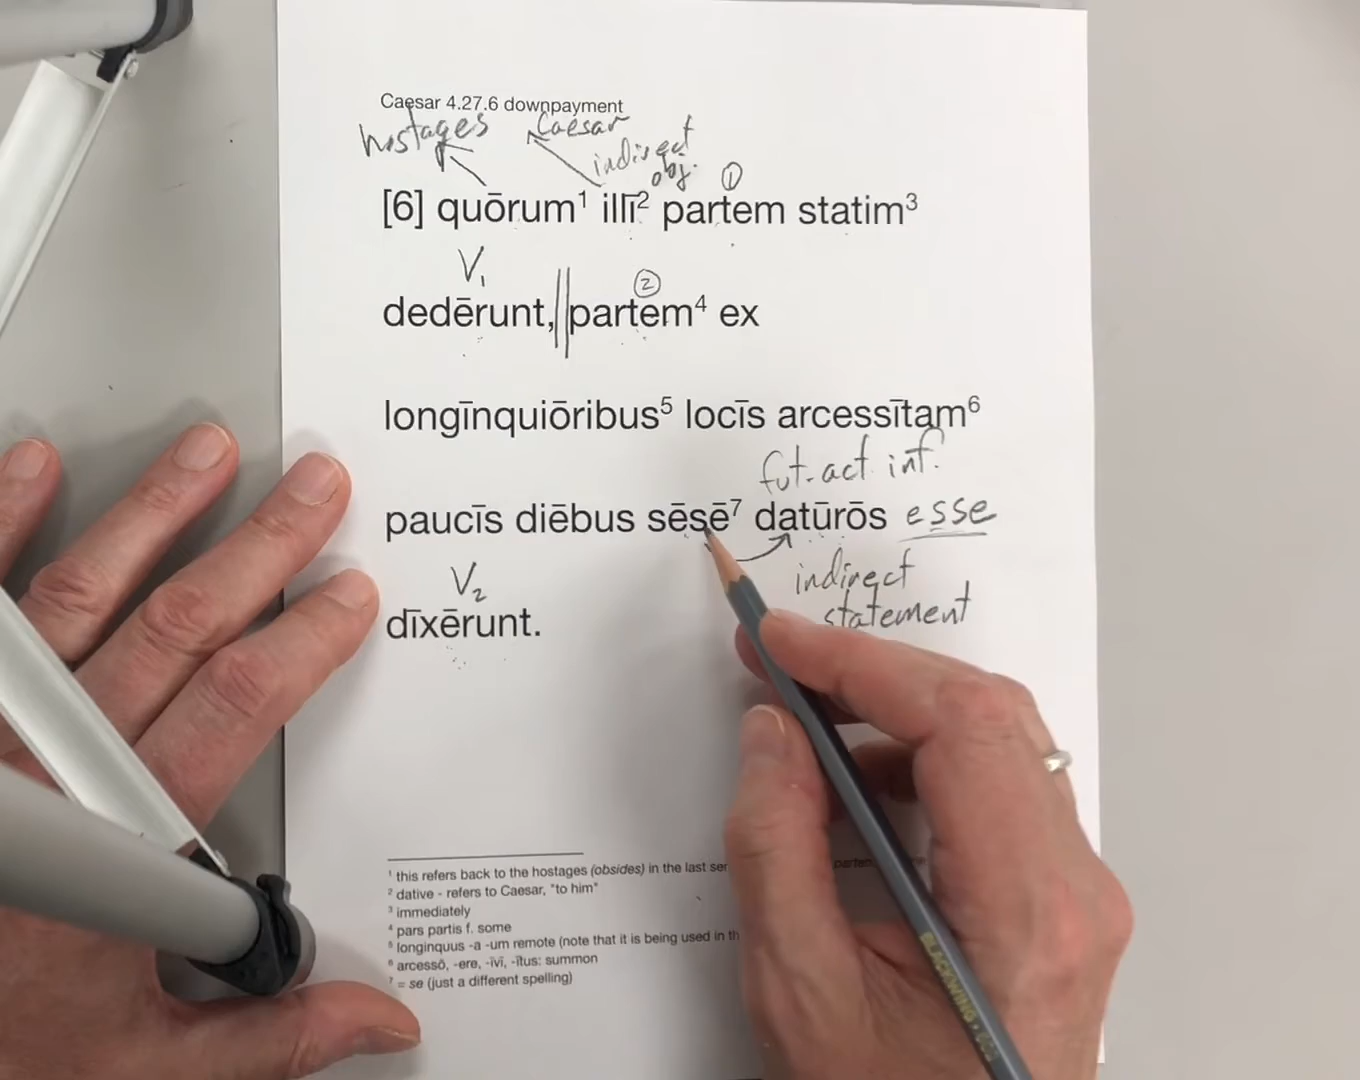 Caesar 4.27.6 downpayment
hostages Caesar
indirect
obj. 1
[6] quōrum¹ illī² partem statim³
V₁ 2
dedērunt, || partem⁴ ex
longīnquiōribus⁵ locīs arcessītam⁶
fut. act inf.
paucīs diēbus sēsē⁷ datūrōs esse
V₂ indirect
statement
dīxērunt.
¹ this refers back to the hostages (obsides) in the last
² dative - refers to Caesar, "to him"
³ immediately
⁴ pars partis f. some
⁵ longinquus -a -um remote (note that it is being used in
⁶ arcessō, -ere, -īvī, -ītus: summon
⁷ = se (just a different spelling)
BLACKWING